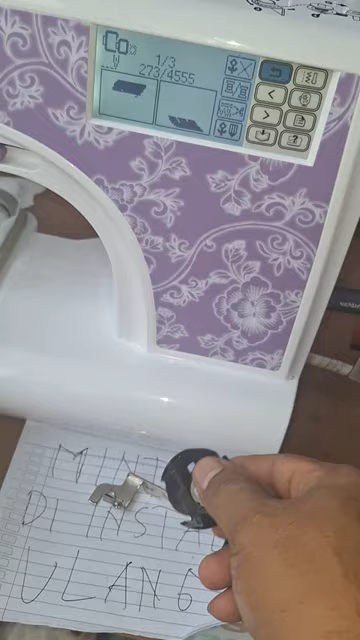 1/3
273/4555
MINT
DI INSTA
ULANG